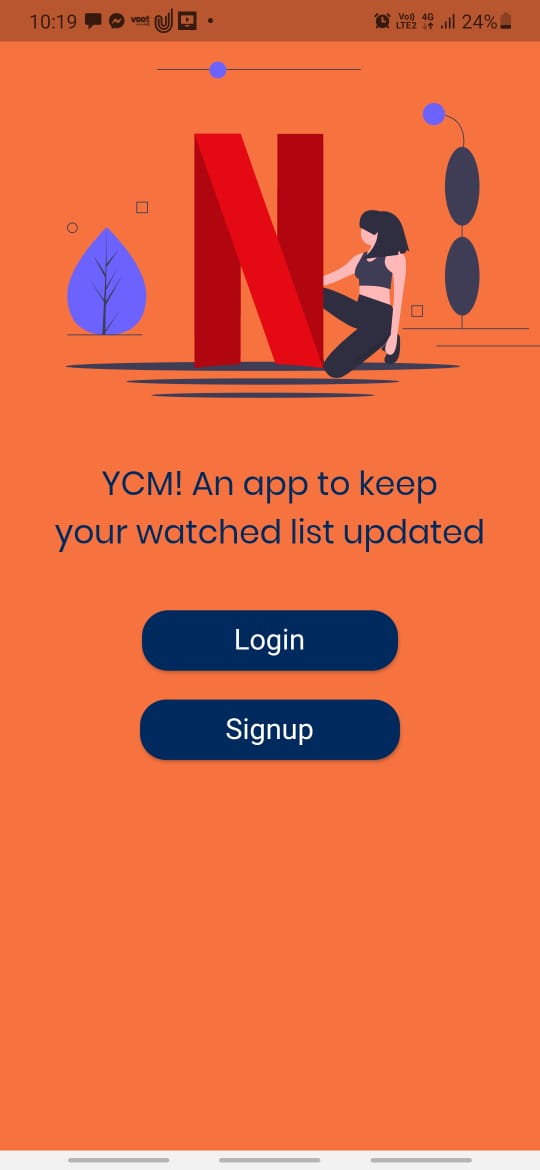 10:19 voot Vo)) LTE2 4G 24%
N
YCM! An app to keep
your watched list updated
Login
Signup